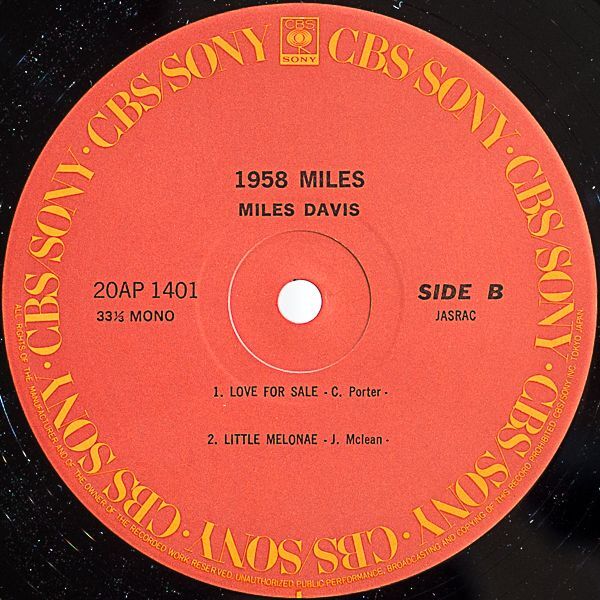 CBS
SONY
CBS/SONY · CBS/SONY · CBS/SONY · CBS/SONY · CBS/SONY · CBS/SONY · CBS/SONY · CBS/SONY
1958 MILES
MILES DAVIS
20AP 1401
33⅓ MONO
SIDE B
JASRAC
1. LOVE FOR SALE - C. Porter -
2. LITTLE MELONAE - J. Mclean -
ALL RIGHTS OF THE MANUFACTURER AND OF THE OWNER OF THE RECORDED WORK RESERVED. UNAUTHORIZED PUBLIC PERFORMANCE, BROADCASTING AND COPYING OF THIS RECORD PROHIBITED CBS/SONY INC. TOKYO JAPAN.